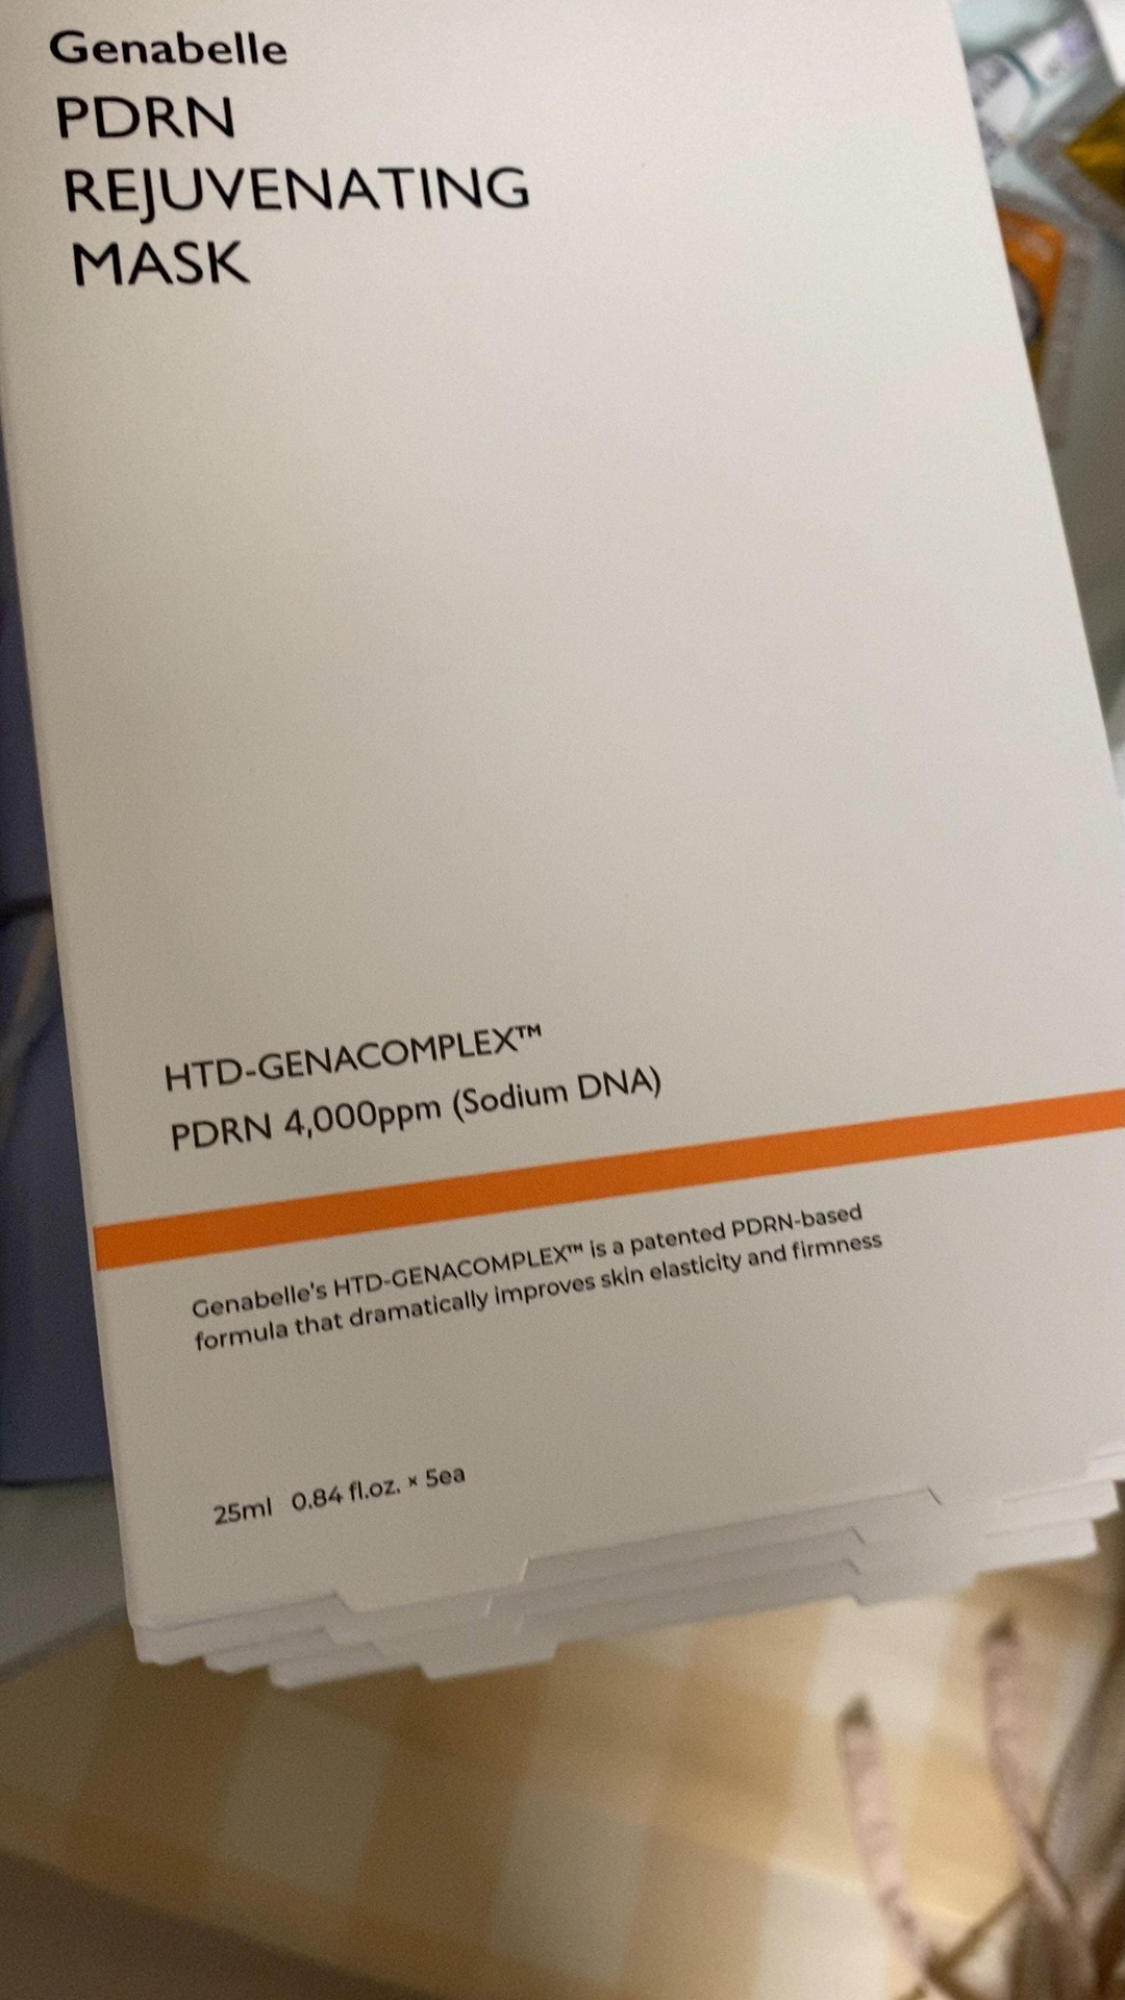 Genabelle
PDRN
REJUVENATING
MASK
HTD-GENACOMPLEX™
PDRN 4,000ppm (Sodium DNA)
Genabelle's HTD-GENACOMPLEX™ is a patented PDRN-based
formula that dramatically improves skin elasticity and firmness
25ml 0.84 fl.oz. × 5ea